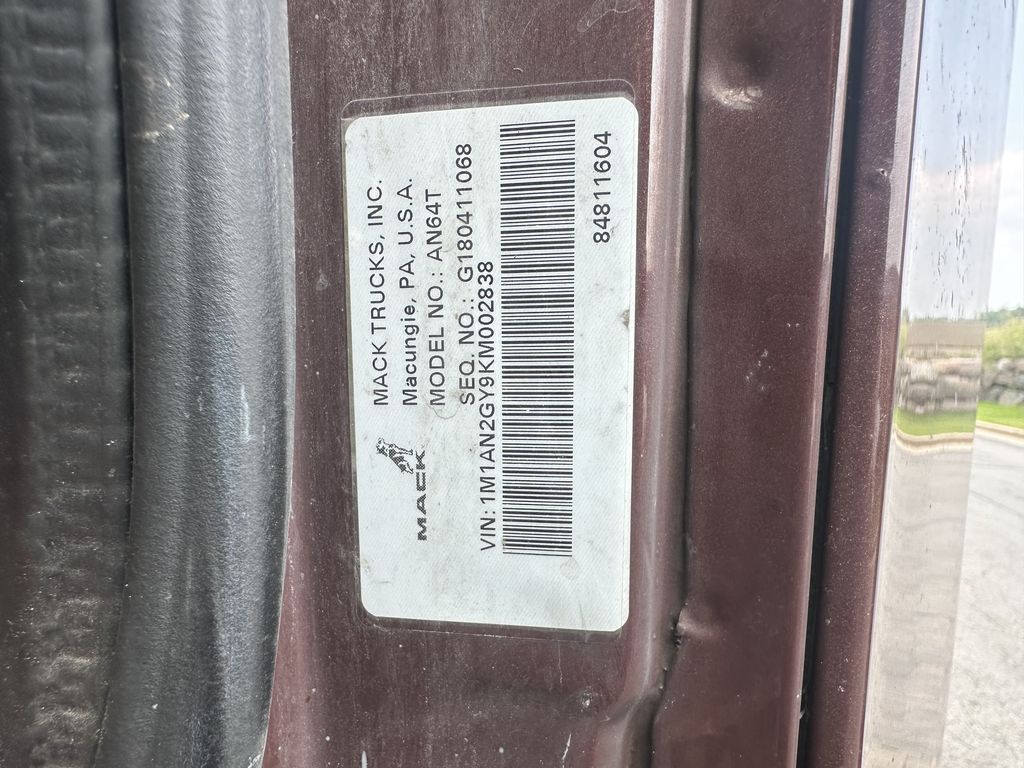 MACK
MACK TRUCKS, INC.
Macungie, PA, U.S.A.
MODEL NO.: AN64T
SEQ. NO.: G180411068
VIN: 1M1AN2GY9KM002838
84811604